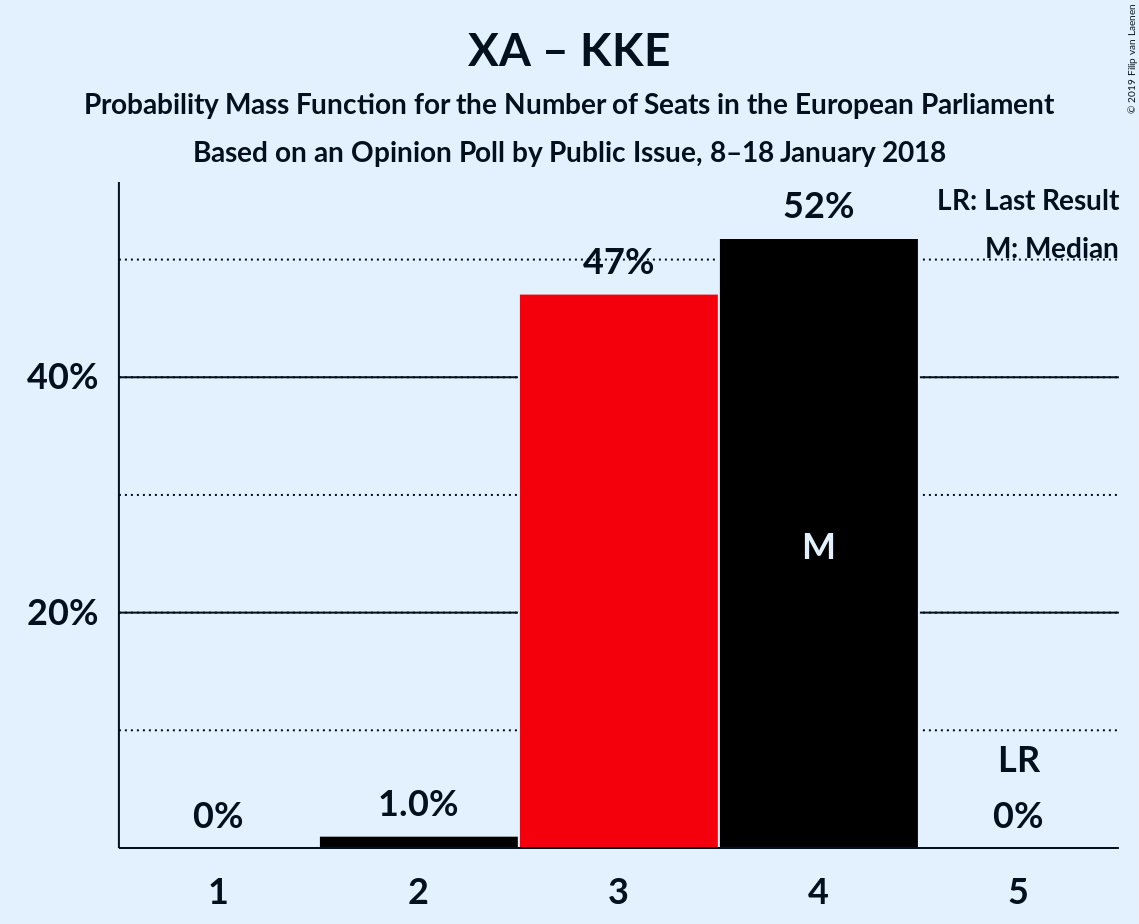 XA – KKE
Probability Mass Function for the Number of Seats in the European Parliament
Based on an Opinion Poll by Public Issue, 8–18 January 2018
© 2019 Filip van Laenen
LR: Last Result
M: Median
52%
47%
40%
M
20%
LR
1.0%
0%
0%
1
2
3
4
5